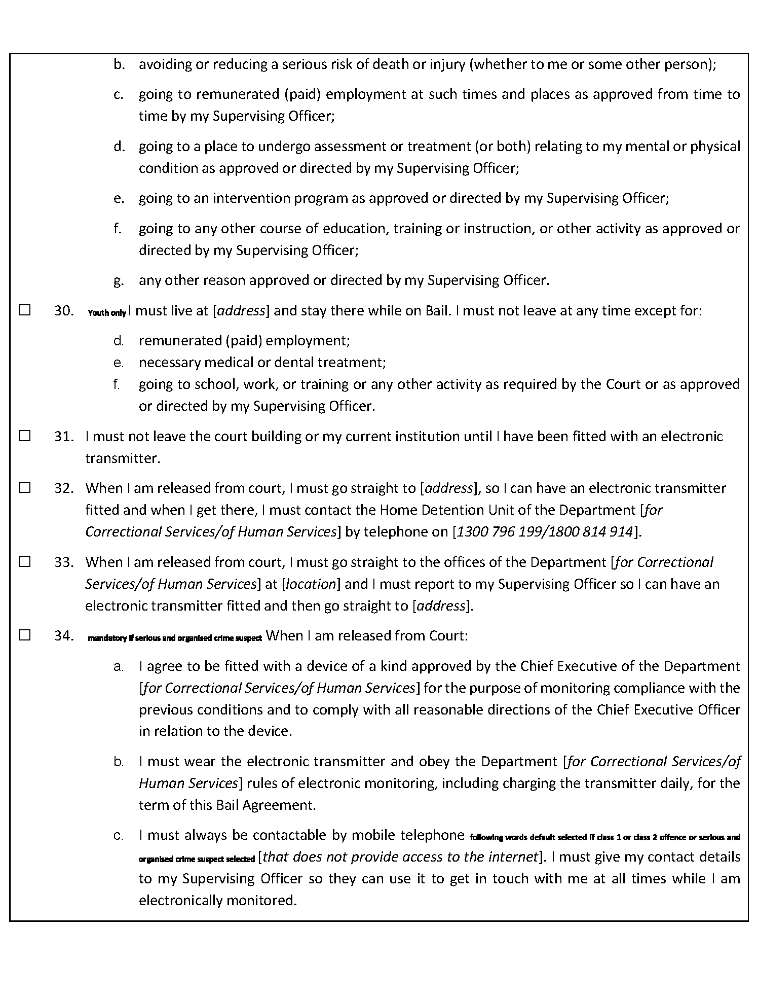 b. avoiding or reducing a serious risk of death or injury (whether to me or some other person);
c. going to remunerated (paid) employment at such times and places as approved from time to
time by my Supervising Officer;
d. going to a place to undergo assessment or treatment (or both) relating to my mental or physical
condition as approved or directed by my Supervising Officer;
e. going to an intervention program as approved or directed by my Supervising Officer;
f. going to any other course of education, training or instruction, or other activity as approved or
directed by my Supervising Officer;
g. any other reason approved or directed by my Supervising Officer.
☐ 30. Youth only I must live at [address] and stay there while on Bail. I must not leave at any time except for:
d. remunerated (paid) employment;
e. necessary medical or dental treatment;
f. going to school, work, or training or any other activity as required by the Court or as approved
or directed by my Supervising Officer.
☐ 31. I must not leave the court building or my current institution until I have been fitted with an electronic
transmitter.
☐ 32. When I am released from court, I must go straight to [address], so I can have an electronic transmitter
fitted and when I get there, I must contact the Home Detention Unit of the Department [for
Correctional Services/of Human Services] by telephone on [1300 796 199/1800 814 914].
☐ 33. When I am released from court, I must go straight to the offices of the Department [for Correctional
Services/of Human Services] at [location] and I must report to my Supervising Officer so I can have an
electronic transmitter fitted and then go straight to [address].
☐ 34. mandatory if serious and organised crime suspect When I am released from Court:
a. I agree to be fitted with a device of a kind approved by the Chief Executive of the Department
[for Correctional Services/of Human Services] for the purpose of monitoring compliance with the
previous conditions and to comply with all reasonable directions of the Chief Executive Officer
in relation to the device.
b. I must wear the electronic transmitter and obey the Department [for Correctional Services/of
Human Services] rules of electronic monitoring, including charging the transmitter daily, for the
term of this Bail Agreement.
c. I must always be contactable by mobile telephone following words default selected if class 1 or class 2 offence or serious and
organised crime suspect selected [that does not provide access to the internet]. I must give my contact details
to my Supervising Officer so they can use it to get in touch with me at all times while I am
electronically monitored.